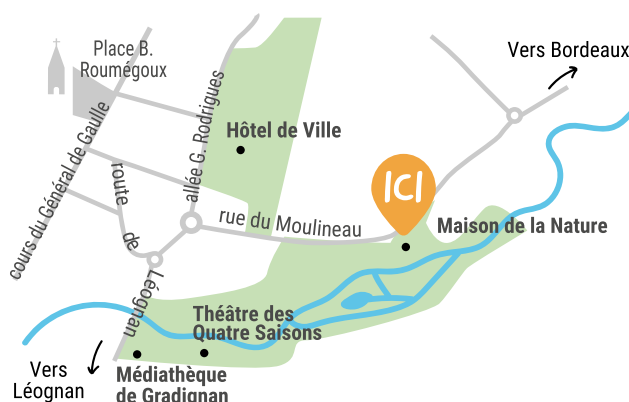 Place B.
Roumégoux
Vers Bordeaux
cours du Général de Gaulle
allée G. Rodrigues
Hôtel de Ville
ICI
route de Léognan
rue du Moulineau
Maison de la Nature
Théâtre des
Quatre Saisons
Vers
Léognan
Médiathèque
de Gradignan